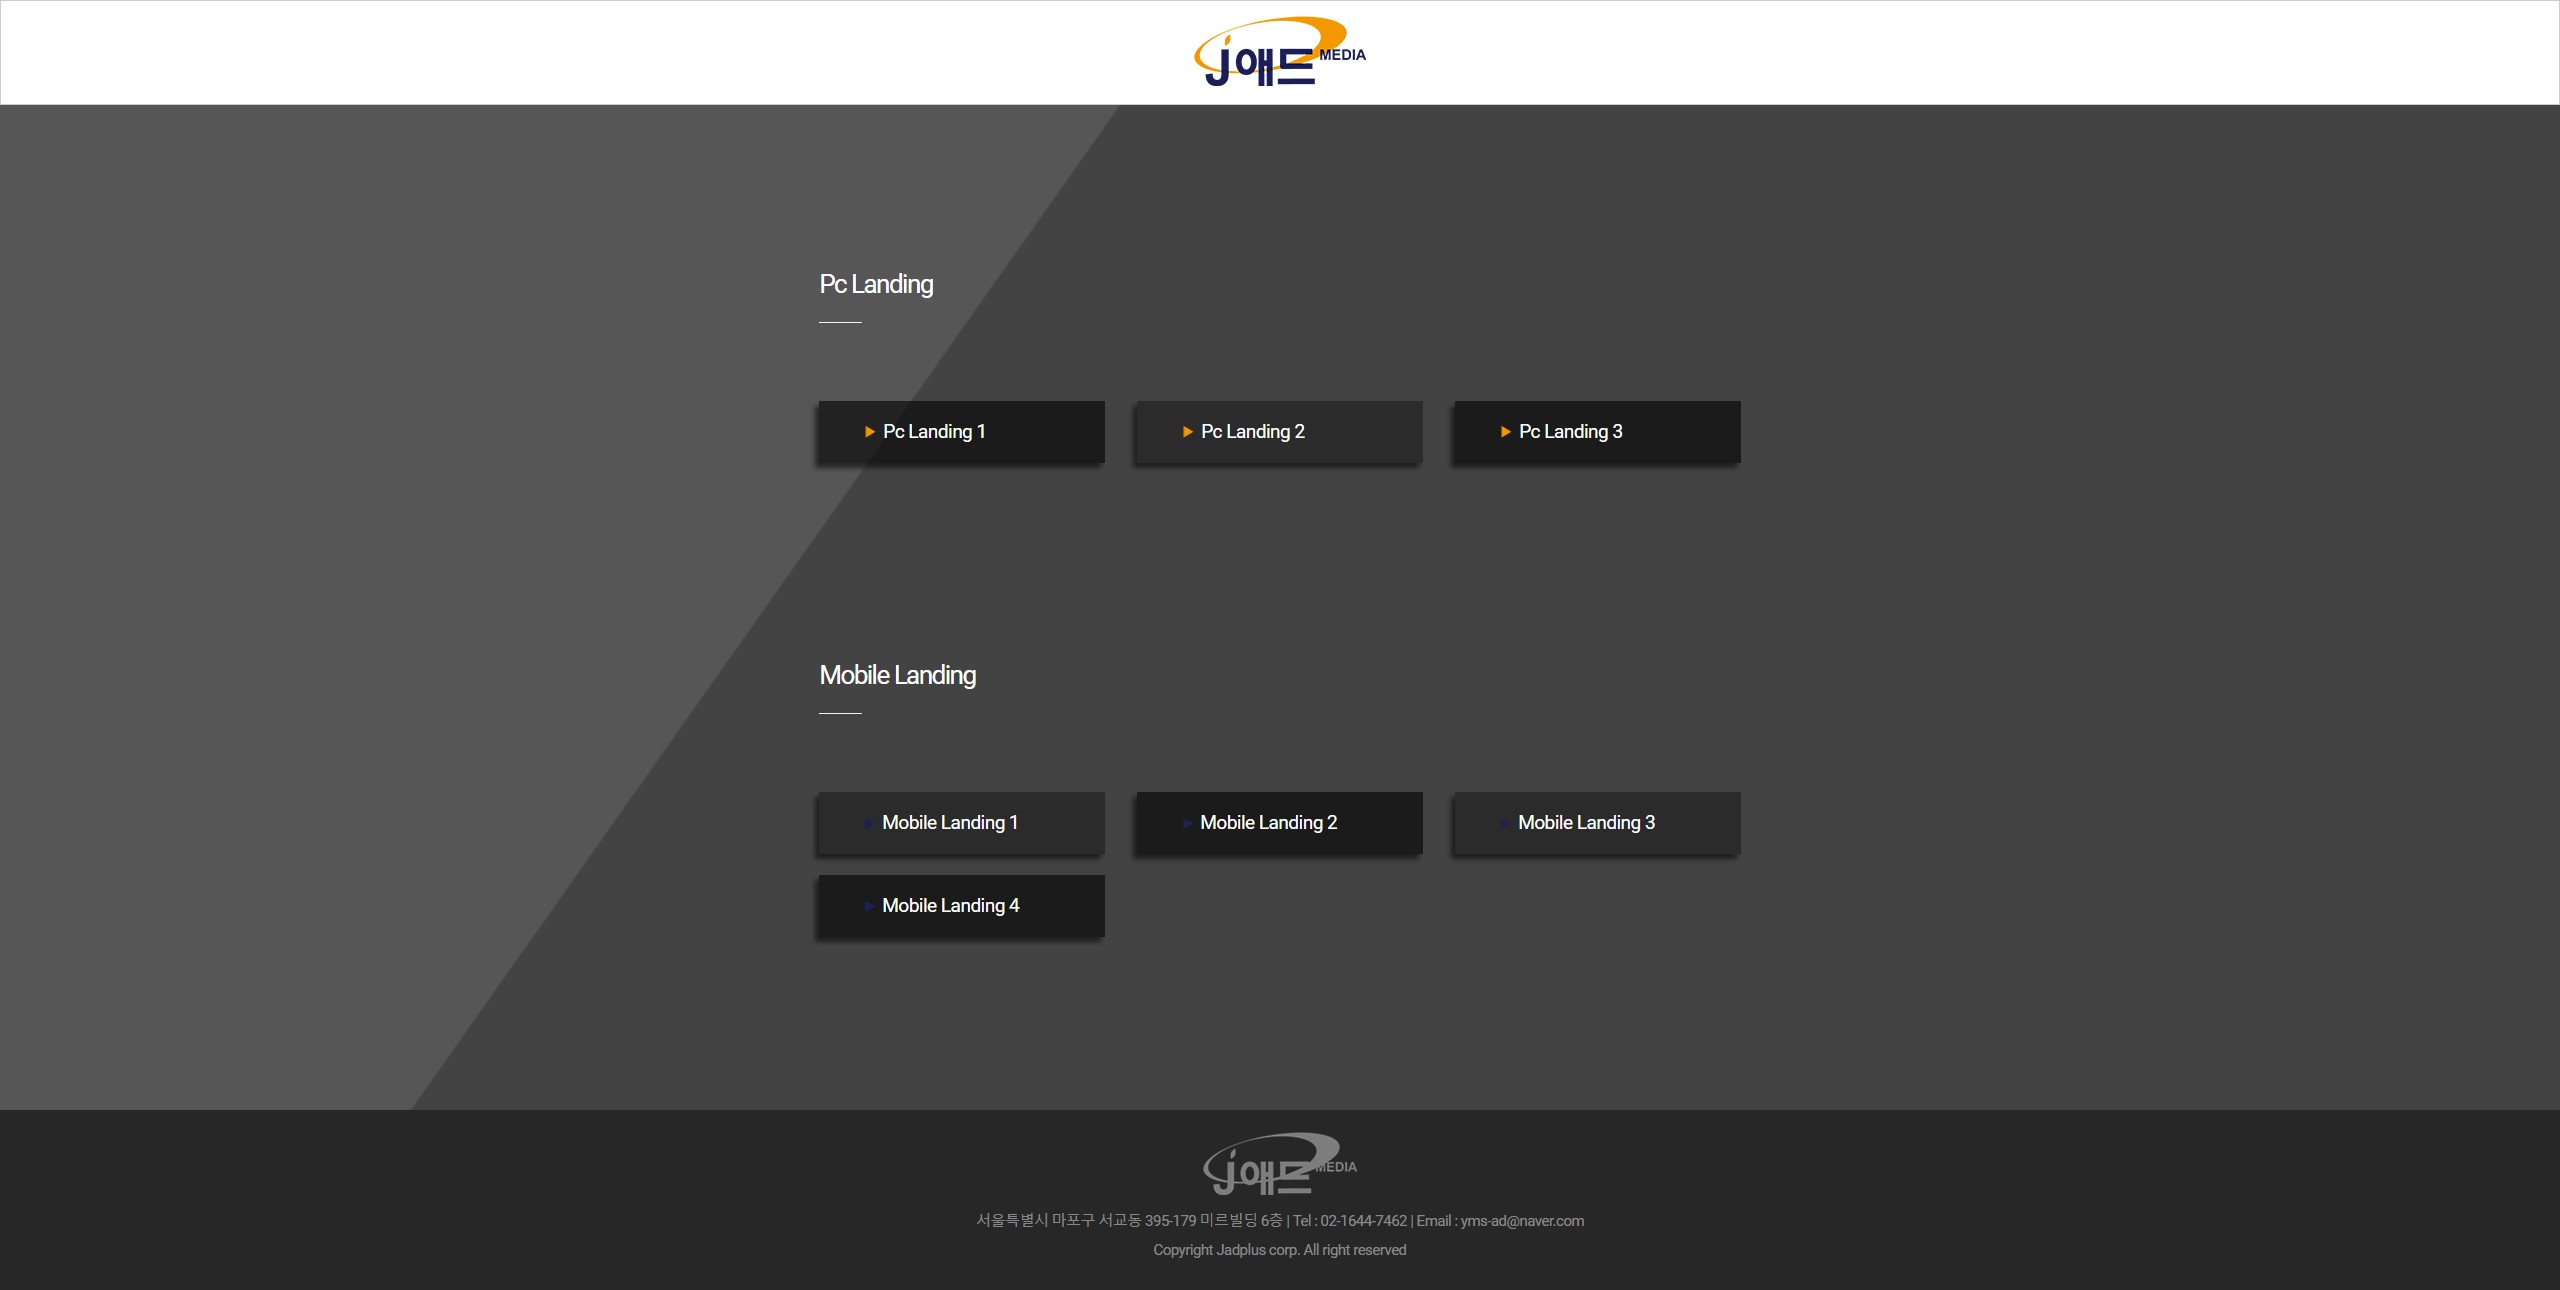 J애드 MEDIA
Pc Landing
Pc Landing 1
Pc Landing 2
Pc Landing 3
Mobile Landing
Mobile Landing 1
Mobile Landing 2
Mobile Landing 3
Mobile Landing 4
J애드 MEDIA
서울특별시 마포구 서교동 395-179 미르빌딩 6층 | Tel : 02-1644-7462 | Email : yms-ad@naver.com
Copyright Jadplus corp. All right reserved